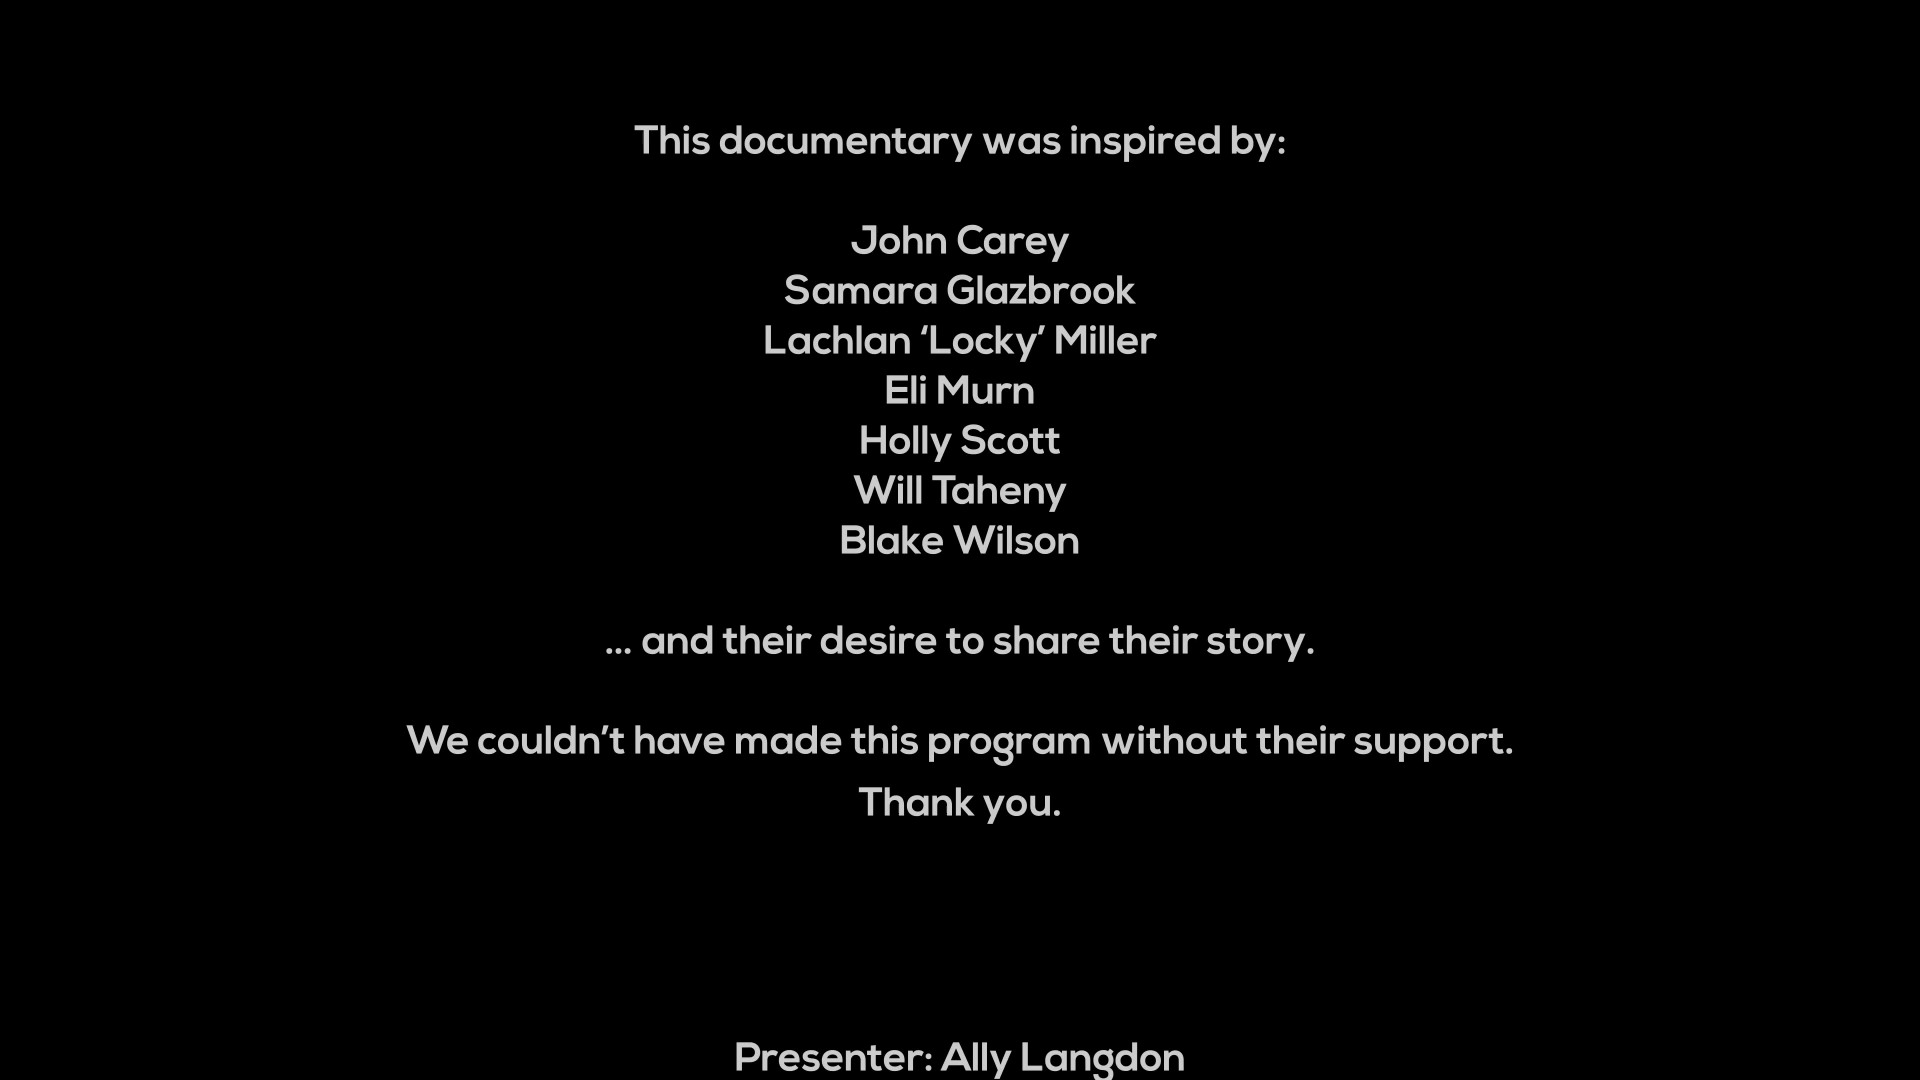 This documentary was inspired by:
John Carey
Samara Glazbrook
Lachlan ‘Locky’ Miller
Eli Murn
Holly Scott
Will Taheny
Blake Wilson
... and their desire to share their story.
We couldn’t have made this program without their support.
Thank you.
Presenter: Ally Langdon